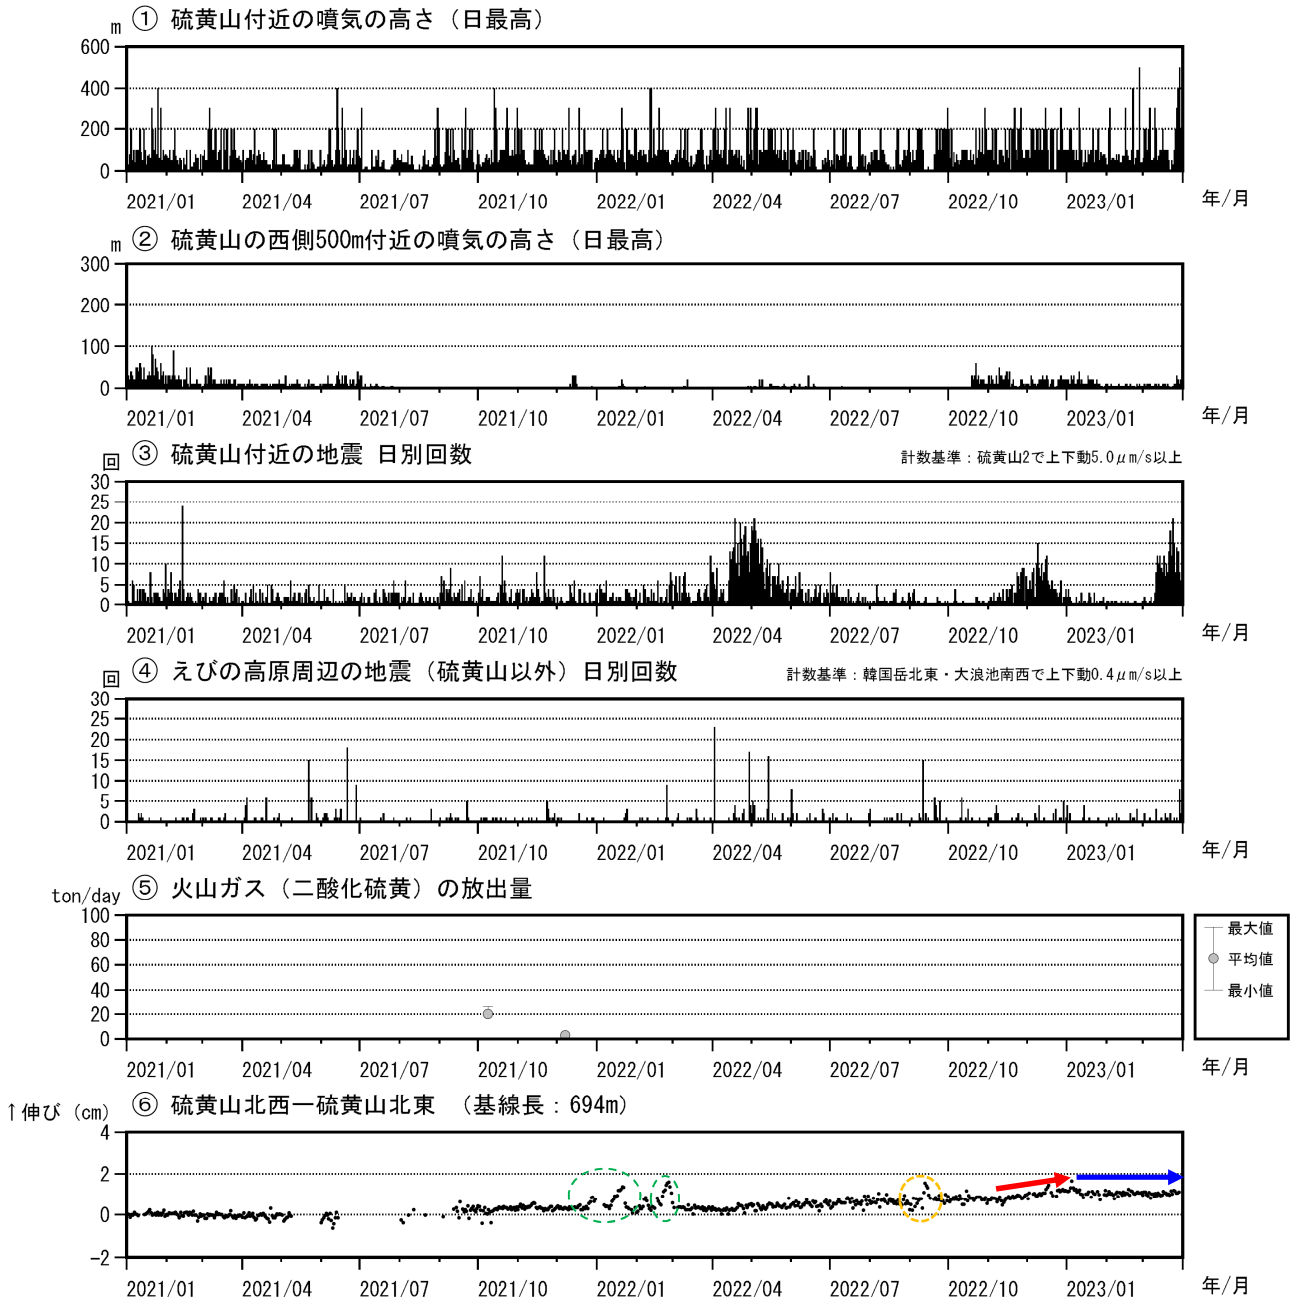 ① 硫黄山付近の噴気の高さ（日最高）
m
600
400
200
0
2021/01 2021/04 2021/07 2021/10 2022/01 2022/04 2022/07 2022/10 2023/01 年/月
② 硫黄山の西側500m付近の噴気の高さ（日最高）
m
300
200
100
0
2021/01 2021/04 2021/07 2021/10 2022/01 2022/04 2022/07 2022/10 2023/01 年/月
③ 硫黄山付近の地震 日別回数
回
計数基準：硫黄山2で上下動5.0μm/s以上
30
25
20
15
10
5
0
2021/01 2021/04 2021/07 2021/10 2022/01 2022/04 2022/07 2022/10 2023/01 年/月
④ えびの高原周辺の地震（硫黄山以外）日別回数
回
計数基準：韓国岳北東・大浪池南西で上下動0.4μm/s以上
30
25
20
15
10
5
0
2021/01 2021/04 2021/07 2021/10 2022/01 2022/04 2022/07 2022/10 2023/01 年/月
⑤ 火山ガス（二酸化硫黄）の放出量
ton/day
100
80
60
40
20
0
最大値
平均値
最小値
2021/01 2021/04 2021/07 2021/10 2022/01 2022/04 2022/07 2022/10 2023/01 年/月
⑥ 硫黄山北西－硫黄山北東 （基線長：694m）
↑伸び（cm）
4
2
0
-2
2021/01 2021/04 2021/07 2021/10 2022/01 2022/04 2022/07 2022/10 2023/01 年/月